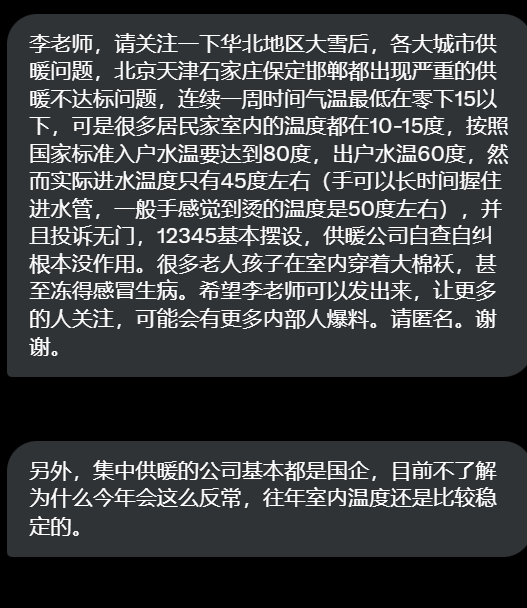 李老师，请关注一下华北地区大雪后，各大城市供
暖问题，北京天津石家庄保定邯郸都出现严重的供
暖不达标问题，连续一周时间气温最低在零下15以
下，可是很多居民家室内的温度都在10-15度，按照
国家标准入户水温要达到80度，出户水温60度，然
而实际进水温度只有45度左右（手可以长时间握住
进水管，一般手感觉到烫的温度是50度左右），并
且投诉无门，12345基本摆设，供暖公司自查自纠
根本没作用。很多老人孩子在室内穿着大棉袄，甚
至冻得感冒生病。希望李老师可以发出来，让更多
的人关注，可能会有更多内部人爆料。请匿名。谢
谢。
另外，集中供暖的公司基本都是国企，目前不了解
为什么今年会这么反常，往年室内温度还是比较稳
定的。